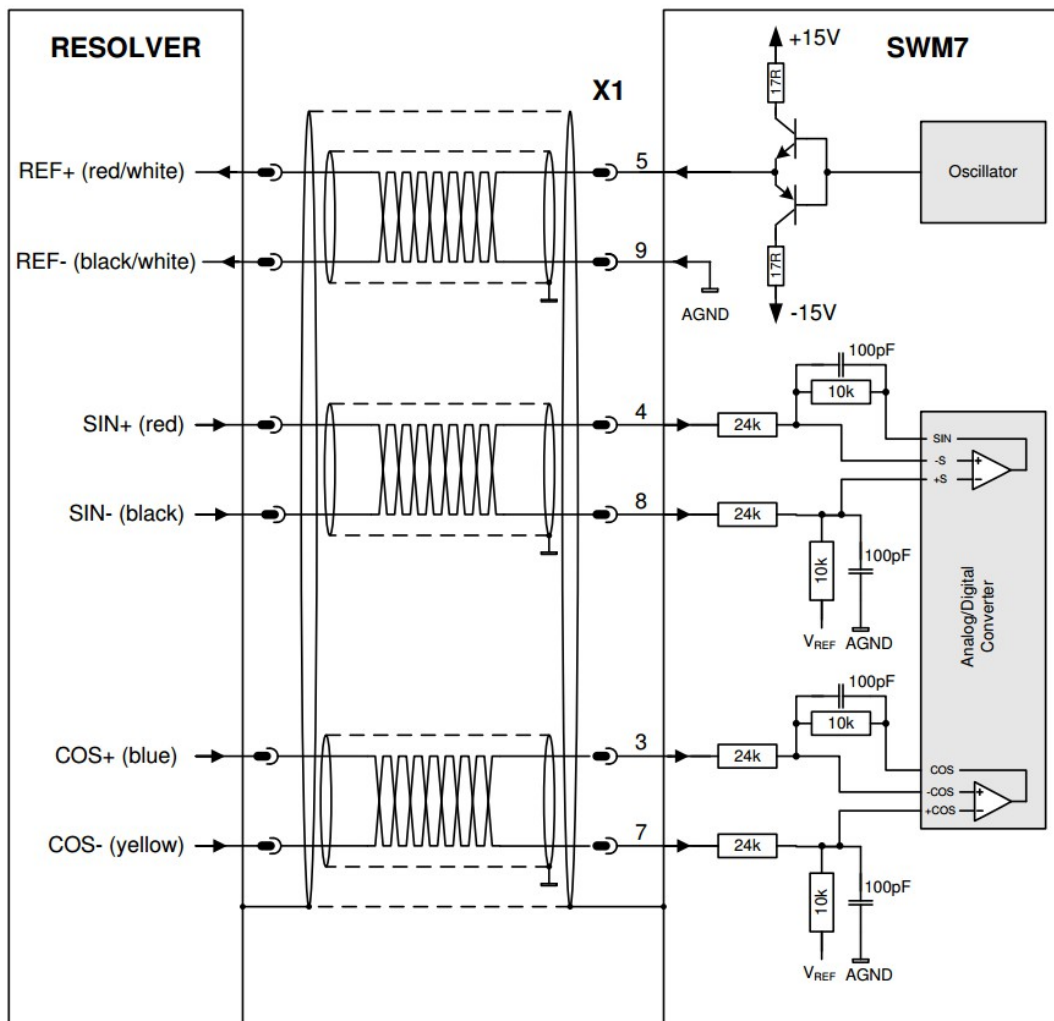 RESOLVER
X1
SWM7
+15V
17R
Oscillator
17R
-15V
REF+ (red/white)
5
REF- (black/white)
9
AGND
100pF
10k
SIN+ (red)
4
24k
SIN
-S
+S
SIN- (black)
8
24k
10k
100pF
VREF
AGND
Analog/Digital
Converter
100pF
10k
COS+ (blue)
3
24k
COS
-COS
+COS
COS- (yellow)
7
24k
10k
100pF
VREF
AGND